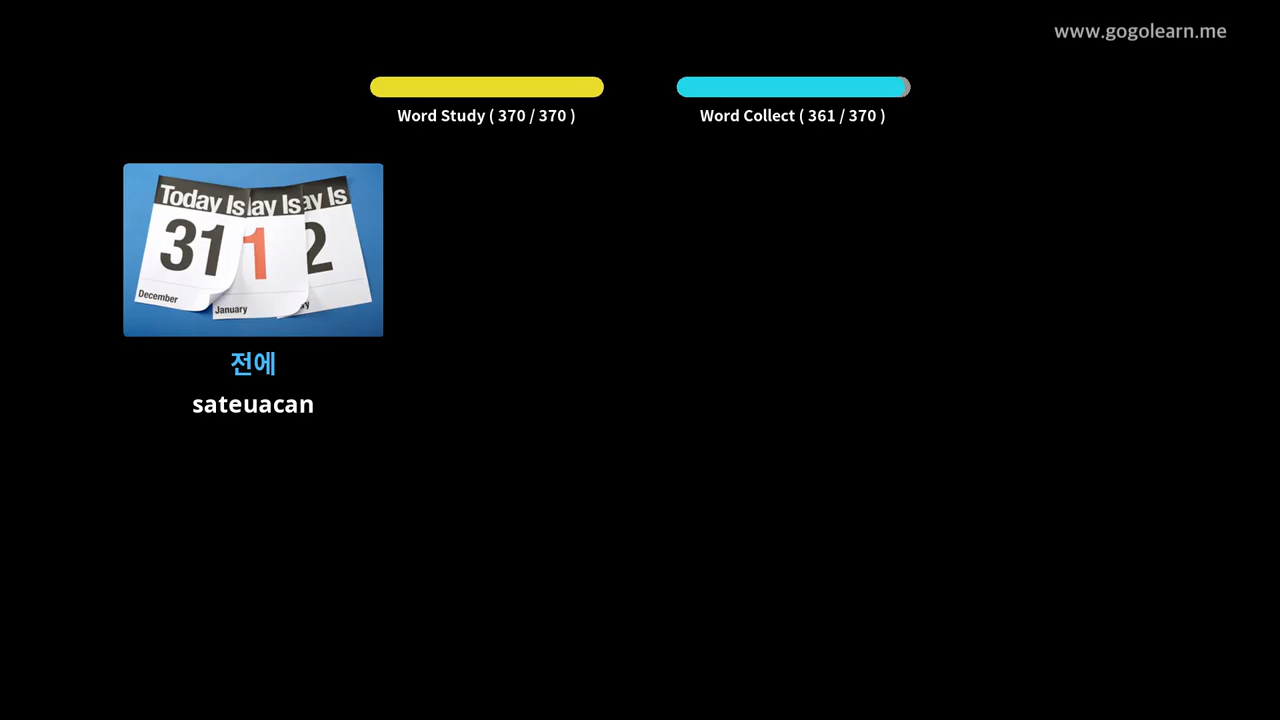 www.gogolearn.me
Word Study ( 370 / 370 )
Word Collect ( 361 / 370 )
Today Is
31
December
ay Is
1
January
ay Is
2
ry
전에
sateuacan